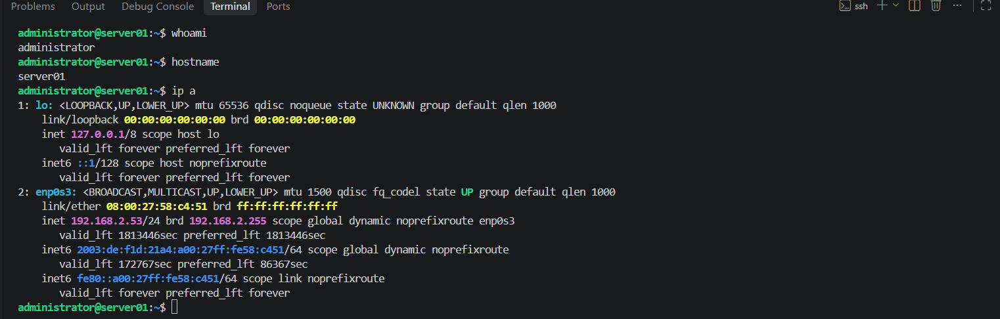 Problems Output Debug Console Terminal Ports ssh
administrator@server01:~$ whoami
administrator
administrator@server01:~$ hostname
server01
administrator@server01:~$ ip a
1: lo: <LOOPBACK,UP,LOWER_UP> mtu 65536 qdisc noqueue state UNKNOWN group default qlen 1000
    link/loopback 00:00:00:00:00:00 brd 00:00:00:00:00:00
    inet 127.0.0.1/8 scope host lo
       valid_lft forever preferred_lft forever
    inet6 ::1/128 scope host noprefixroute
       valid_lft forever preferred_lft forever
2: enp0s3: <BROADCAST,MULTICAST,UP,LOWER_UP> mtu 1500 qdisc fq_codel state UP group default qlen 1000
    link/ether 08:00:27:58:c4:51 brd ff:ff:ff:ff:ff:ff
    inet 192.168.2.53/24 brd 192.168.2.255 scope global dynamic noprefixroute enp0s3
       valid_lft 1813446sec preferred_lft 1813446sec
    inet6 2003:de:f1d:21a4:a00:27ff:fe58:c451/64 scope global dynamic noprefixroute
       valid_lft 172767sec preferred_lft 86367sec
    inet6 fe80::a00:27ff:fe58:c451/64 scope link noprefixroute
       valid_lft forever preferred_lft forever
administrator@server01:~$